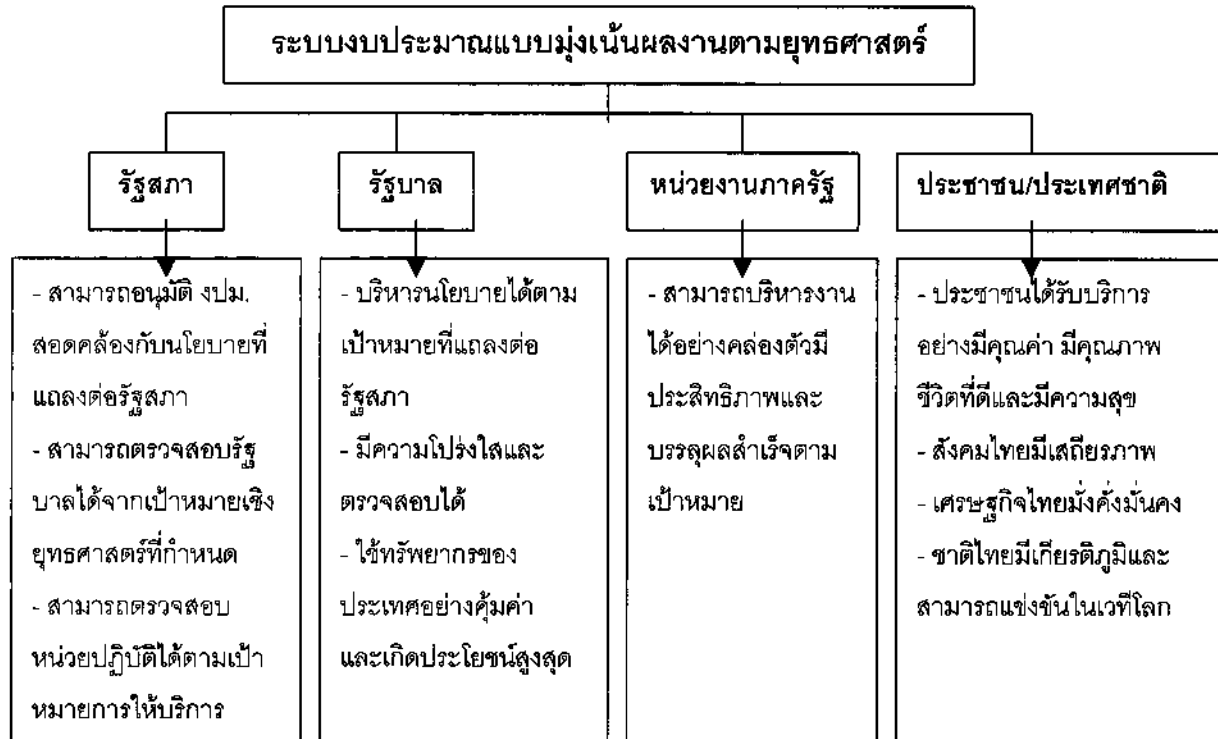 ระบบงบประมาณแบบมุ่งเน้นผลงานตามยุทธศาสตร์
รัฐสภา
รัฐบาล
หน่วยงานภาครัฐ
ประชาชน/ประเทศชาติ
- สามารถอนุมัติ งปม.
สอดคล้องกับนโยบายที่
แถลงต่อรัฐสภา
- สามารถตรวจสอบรัฐ
บาลได้จากเป้าหมายเชิง
ยุทธศาสตร์ที่กำหนด
- สามารถตรวจสอบ
หน่วยปฏิบัติได้ตามเป้า
หมายการให้บริการ
- บริหารนโยบายได้ตาม
เป้าหมายที่แถลงต่อ
รัฐสภา
- มีความโปร่งใสและ
ตรวจสอบได้
- ใช้ทรัพยากรของ
ประเทศอย่างคุ้มค่า
และเกิดประโยชน์สูงสุด
- สามารถบริหารงาน
ได้อย่างคล่องตัวมี
ประสิทธิภาพและ
บรรลุผลสำเร็จตาม
เป้าหมาย
- ประชาชนได้รับบริการ
อย่างมีคุณค่า มีคุณภาพ
ชีวิตที่ดีและมีความสุข
- สังคมไทยมีเสถียรภาพ
- เศรษฐกิจไทยมั่งคั่งมั่นคง
- ชาติไทยมีเกียรติภูมิและ
สามารถแข่งขันในเวทีโลก